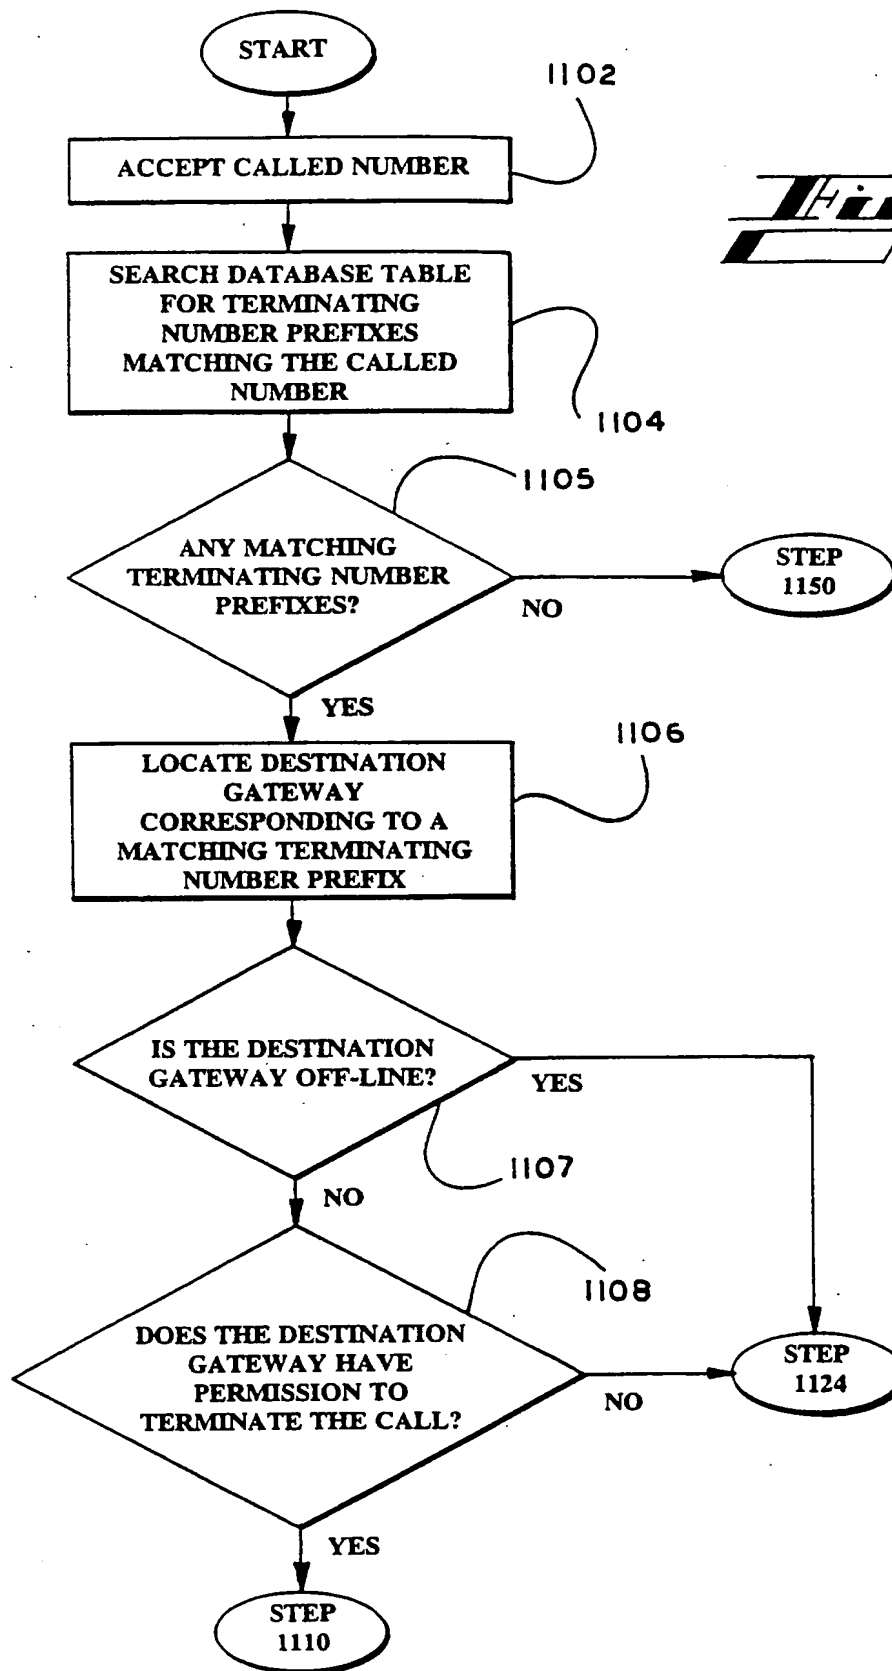 START
1102
ACCEPT CALLED NUMBER
SEARCH DATABASE TABLE
FOR TERMINATING
NUMBER PREFIXES
MATCHING THE CALLED
NUMBER
1104
1105
ANY MATCHING
TERMINATING NUMBER
PREFIXES?
NO
STEP
1150
YES
1106
LOCATE DESTINATION
GATEWAY
CORRESPONDING TO A
MATCHING TERMINATING
NUMBER PREFIX
IS THE DESTINATION
GATEWAY OFF-LINE?
YES
1107
NO
1108
DOES THE DESTINATION
GATEWAY HAVE
PERMISSION TO
TERMINATE THE CALL?
NO
STEP
1124
YES
STEP
1110